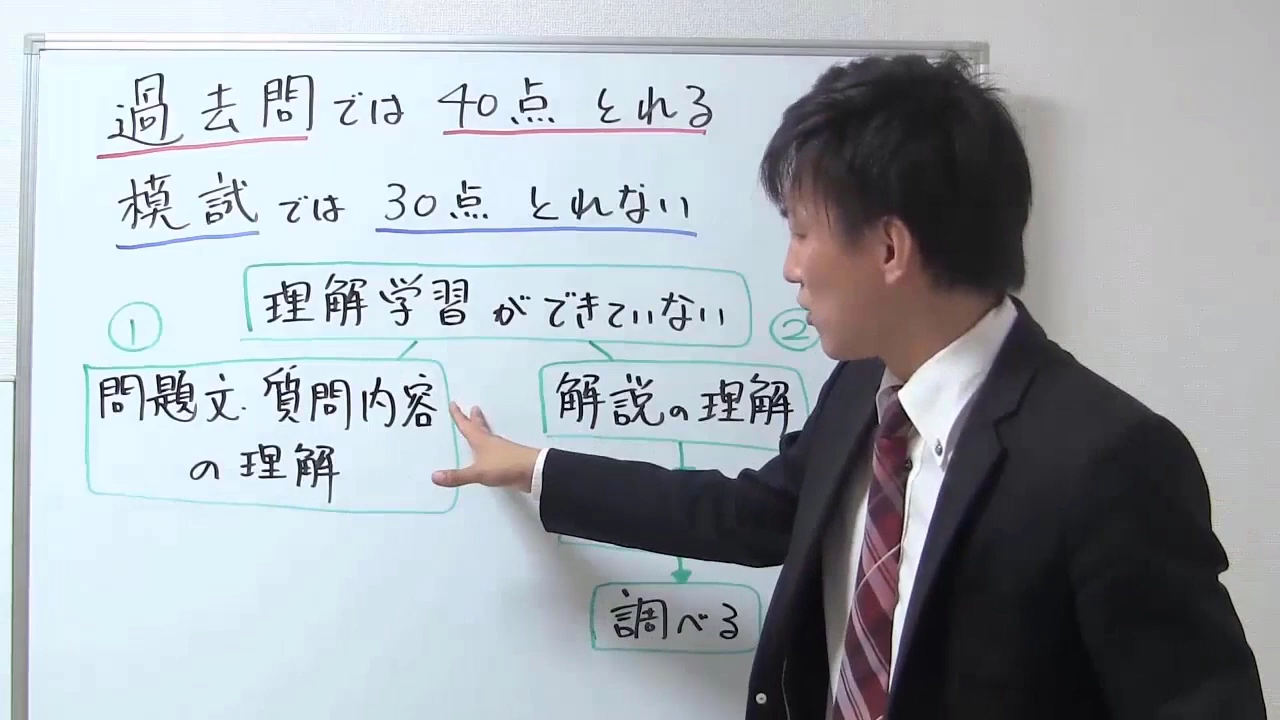 過去問では 40点 とれる
模試では 30点 とれない
理解学習ができていない
①
問題文・質問内容
の理解
②
解説の理解
調べる